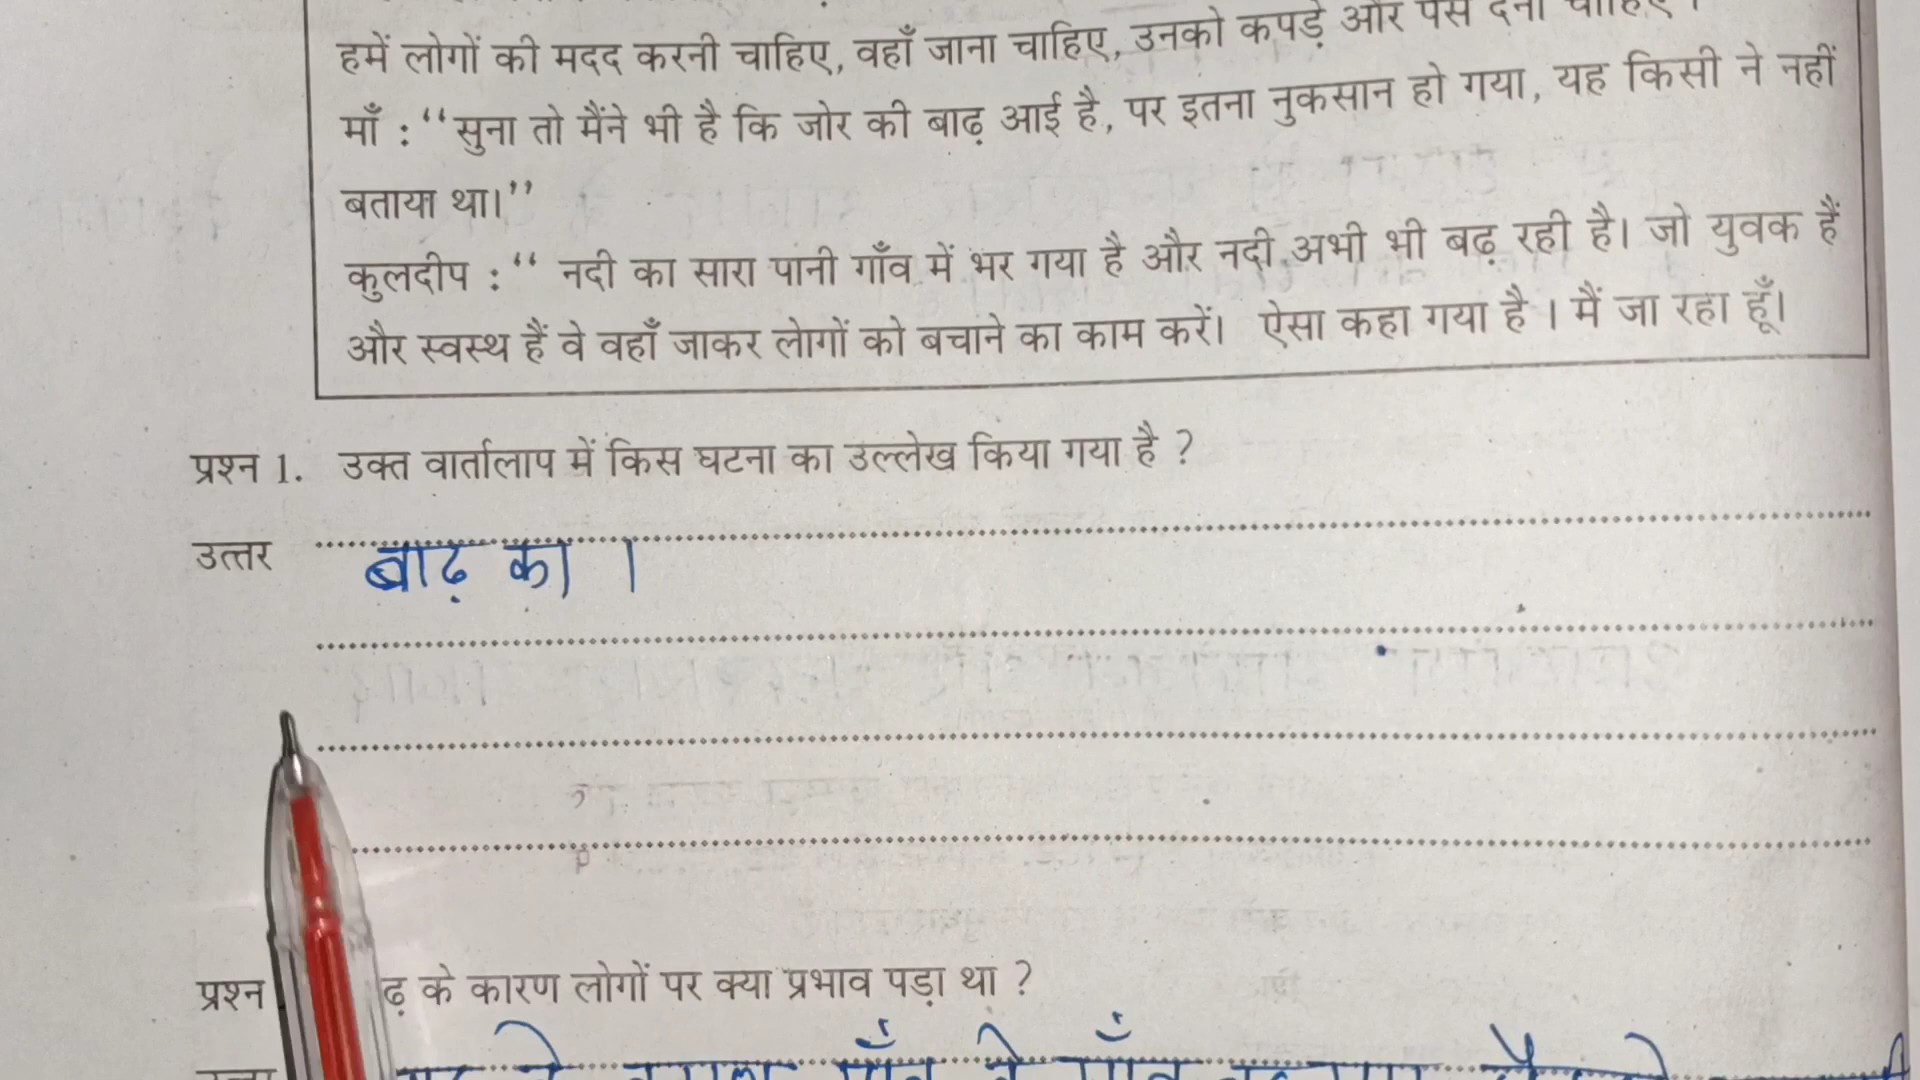 हमें लोगों की मदद करनी चाहिए, वहाँ जाना चाहिए, उनको कपड़े और पैसे देना चाहिए।
माँ : “सुना तो मैंने भी है कि जोर की बाढ़ आई है, पर इतना नुकसान हो गया, यह किसी ने नहीं
बताया था।”
कुलदीप : “ नदी का सारा पानी गाँव में भर गया है और नदी अभी भी बढ़ रही है। जो युवक हैं
और स्वस्थ हैं वे वहाँ जाकर लोगों को बचाने का काम करें। ऐसा कहा गया है । मैं जा रहा हूँ।
प्रश्न 1. उक्त वार्तालाप में किस घटना का उल्लेख किया गया है ?
उत्तर बाढ़ का ।
प्रश्न ढ़ के कारण लोगों पर क्या प्रभाव पड़ा था ?